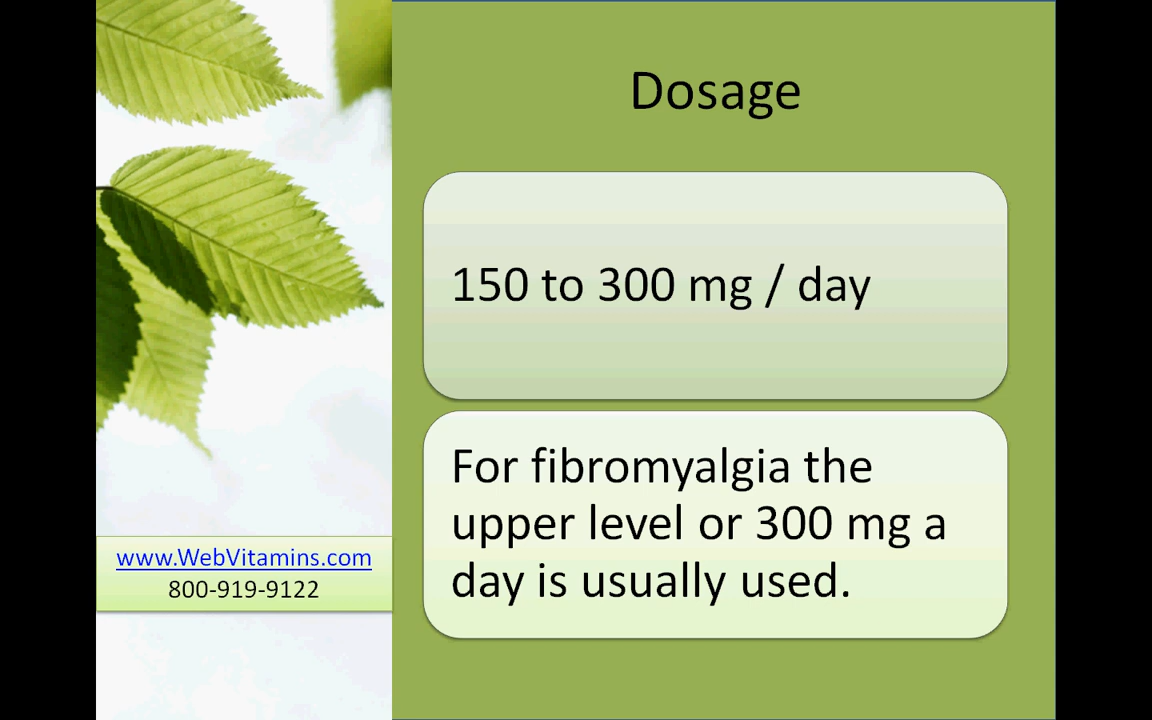 Dosage
150 to 300 mg / day
For fibromyalgia the
upper level or 300 mg a
day is usually used.
www.WebVitamins.com
800-919-9122